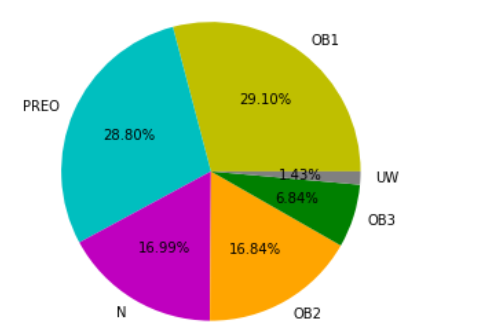 OB1
29.10%
PREO
28.80%
1.43%
UW
6.84%
OB3
16.99%
16.84%
N
OB2